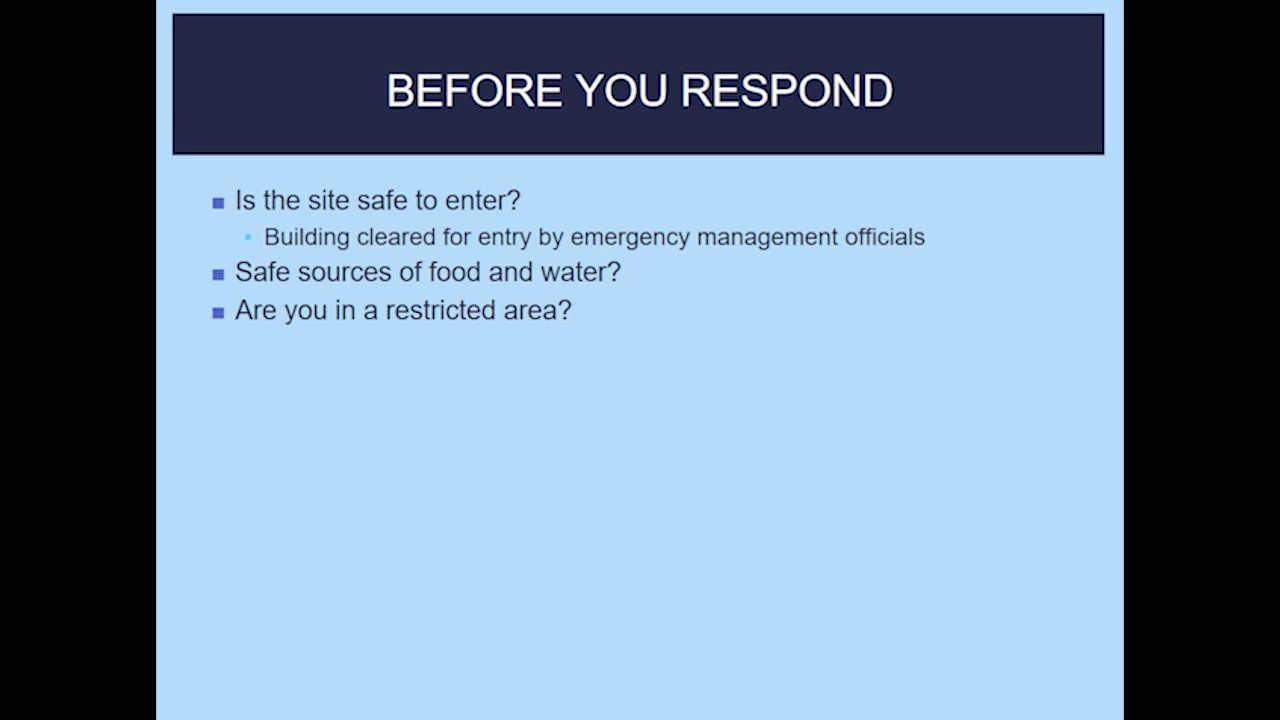 BEFORE YOU RESPOND
Is the site safe to enter?
Building cleared for entry by emergency management officials
Safe sources of food and water?
Are you in a restricted area?